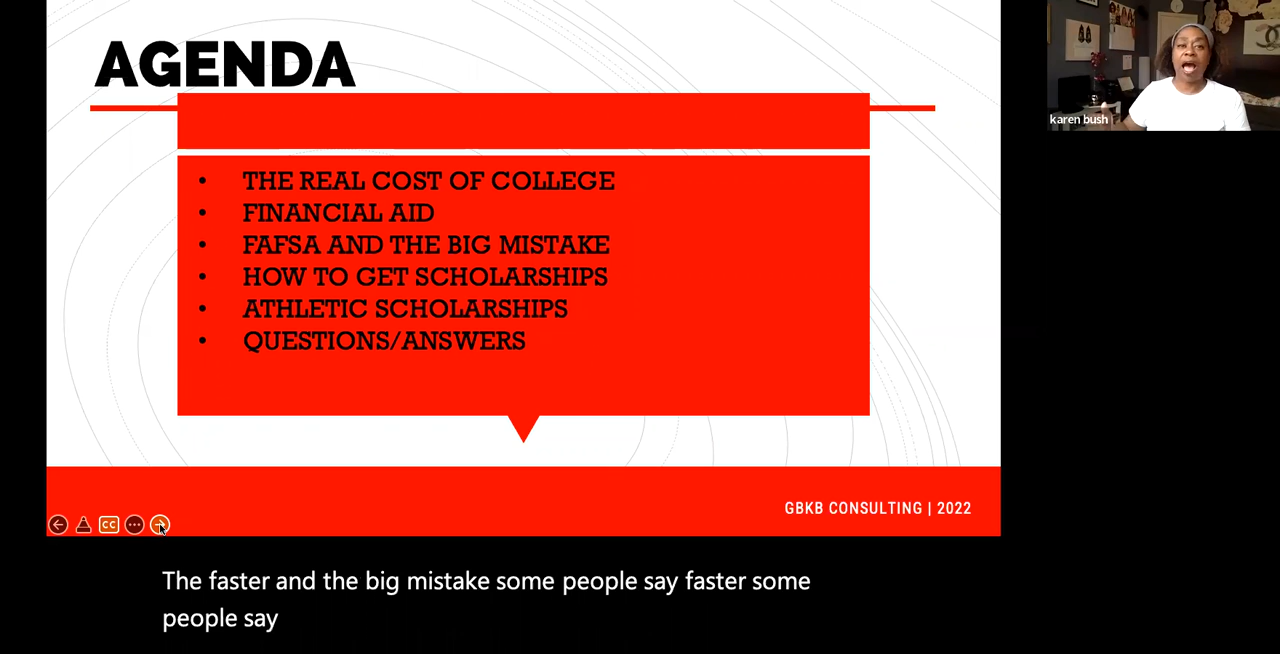 AGENDA
• THE REAL COST OF COLLEGE
• FINANCIAL AID
• FAFSA AND THE BIG MISTAKE
• HOW TO GET SCHOLARSHIPS
• ATHLETIC SCHOLARSHIPS
• QUESTIONS/ANSWERS
GBKB CONSULTING | 2022
CC
karen bush
The faster and the big mistake some people say faster some
people say